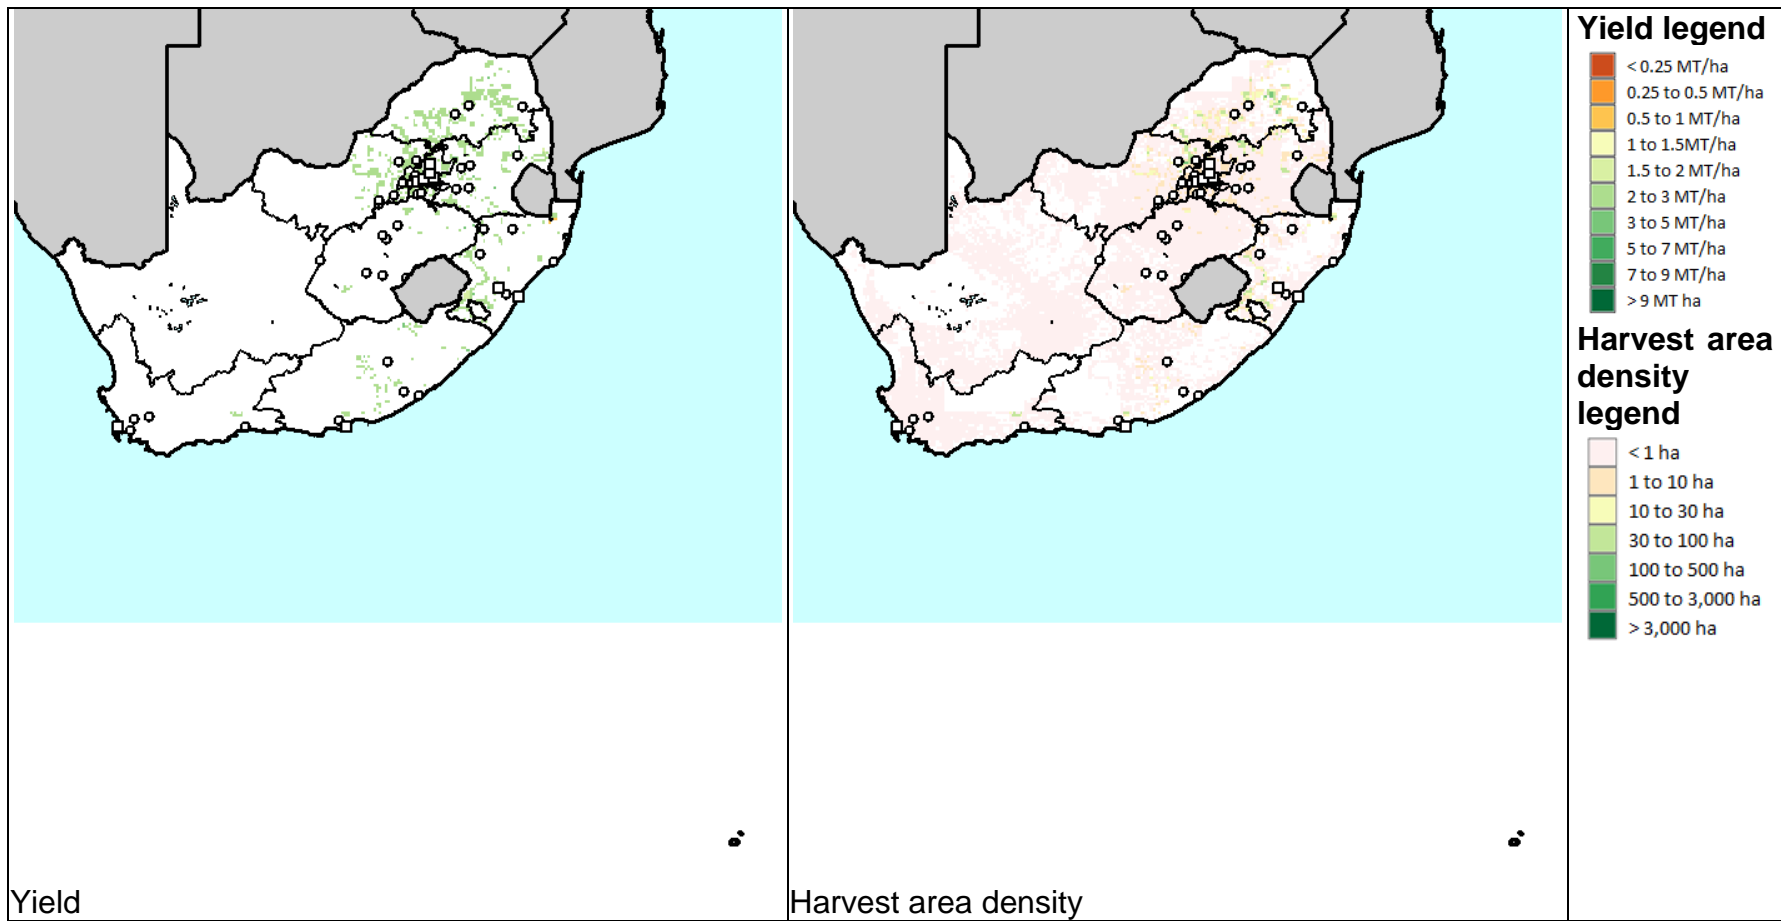 Yield legend
< 0.25 MT/ha
0.25 to 0.5 MT/ha
0.5 to 1 MT/ha
1 to 1.5MT/ha
1.5 to 2 MT/ha
2 to 3 MT/ha
3 to 5 MT/ha
5 to 7 MT/ha
7 to 9 MT/ha
> 9 MT ha
Harvest area
density
legend
< 1 ha
1 to 10 ha
10 to 30 ha
30 to 100 ha
100 to 500 ha
500 to 3,000 ha
> 3,000 ha
Yield
Harvest area density